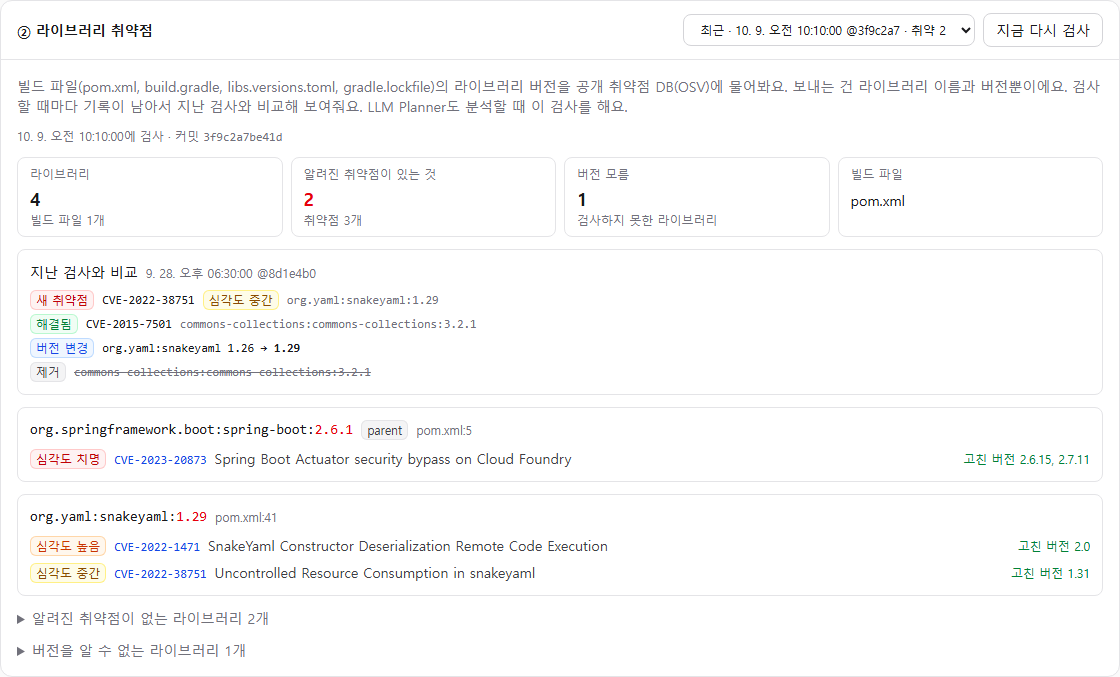 ② 라이브러리 취약점
최근 · 10. 9. 오전 10:10:00 @3f9c2a7 · 취약 2
지금 다시 검사
빌드 파일(pom.xml, build.gradle, libs.versions.toml, gradle.lockfile)의 라이브러리 버전을 공개 취약점 DB(OSV)에 물어봐요. 보내는 건 라이브러리 이름과 버전뿐이에요. 검사
할 때마다 기록이 남아서 지난 검사와 비교해 보여줘요. LLM Planner도 분석할 때 이 검사를 해요.
10. 9. 오전 10:10:00에 검사 · 커밋 3f9c2a7be41d
라이브러리
4
빌드 파일 1개
알려진 취약점이 있는 것
2
취약점 3개
버전 모름
1
검사하지 못한 라이브러리
빌드 파일
pom.xml
지난 검사와 비교 9. 28. 오후 06:30:00 @8d1e4b0
새 취약점 CVE-2022-38751 심각도 중간 org.yaml:snakeyaml:1.29
해결됨 CVE-2015-7501 commons-collections:commons-collections:3.2.1
버전 변경 org.yaml:snakeyaml 1.26 → 1.29
제거 commons-collections:commons-collections:3.2.1
org.springframework.boot:spring-boot:2.6.1 parent pom.xml:5
심각도 치명 CVE-2023-20873 Spring Boot Actuator security bypass on Cloud Foundry 고친 버전 2.6.15, 2.7.11
org.yaml:snakeyaml:1.29 pom.xml:41
심각도 높음 CVE-2022-1471 SnakeYaml Constructor Deserialization Remote Code Execution 고친 버전 2.0
심각도 중간 CVE-2022-38751 Uncontrolled Resource Consumption in snakeyaml 고친 버전 1.31
▶ 알려진 취약점이 없는 라이브러리 2개
▶ 버전을 알 수 없는 라이브러리 1개